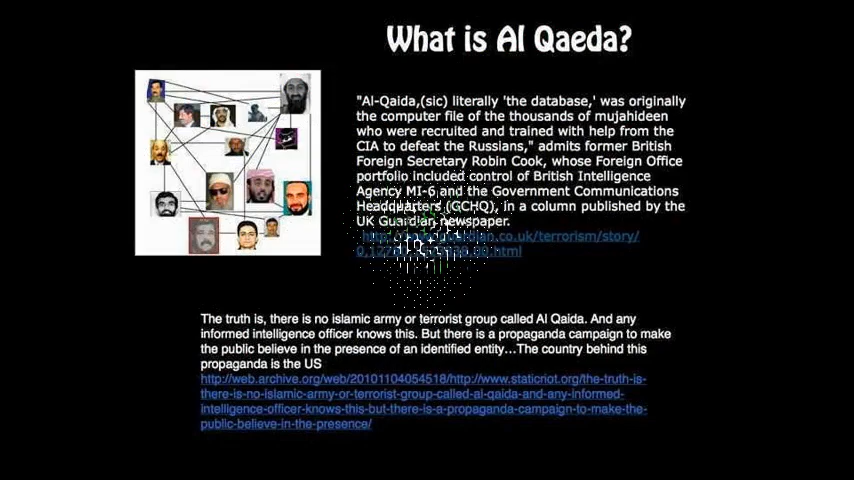 What is Al Qaeda?
"Al-Qaida,(sic) literally 'the database,' was originally
the computer file of the thousands of mujahideen
who were recruited and trained with help from the
CIA to defeat the Russians," admits former British
Foreign Secretary Robin Cook, whose Foreign Office
portfolio included control of British Intelligence
Agency MI-6 and the Government Communications
Headquarters (GCHQ), in a column published by the
UK Guardian newspaper.
.co.uk/terrorism/story/
.html
The truth is, there is no islamic army or terrorist group called Al Qaida. And any
informed intelligence officer knows this. But there is a propaganda campaign to make
the public believe in the presence of an identified entity…The country behind this
propaganda is the US
http://web.archive.org/web/20101104054518/http://www.staticriot.org/the-truth-is-
there-is-no-islamic-army-or-terrorist-group-called-al-qaida-and-any-informed-
intelligence-officer-knows-this-but-there-is-a-propaganda-campaign-to-make-the-
public-believe-in-the-presence/